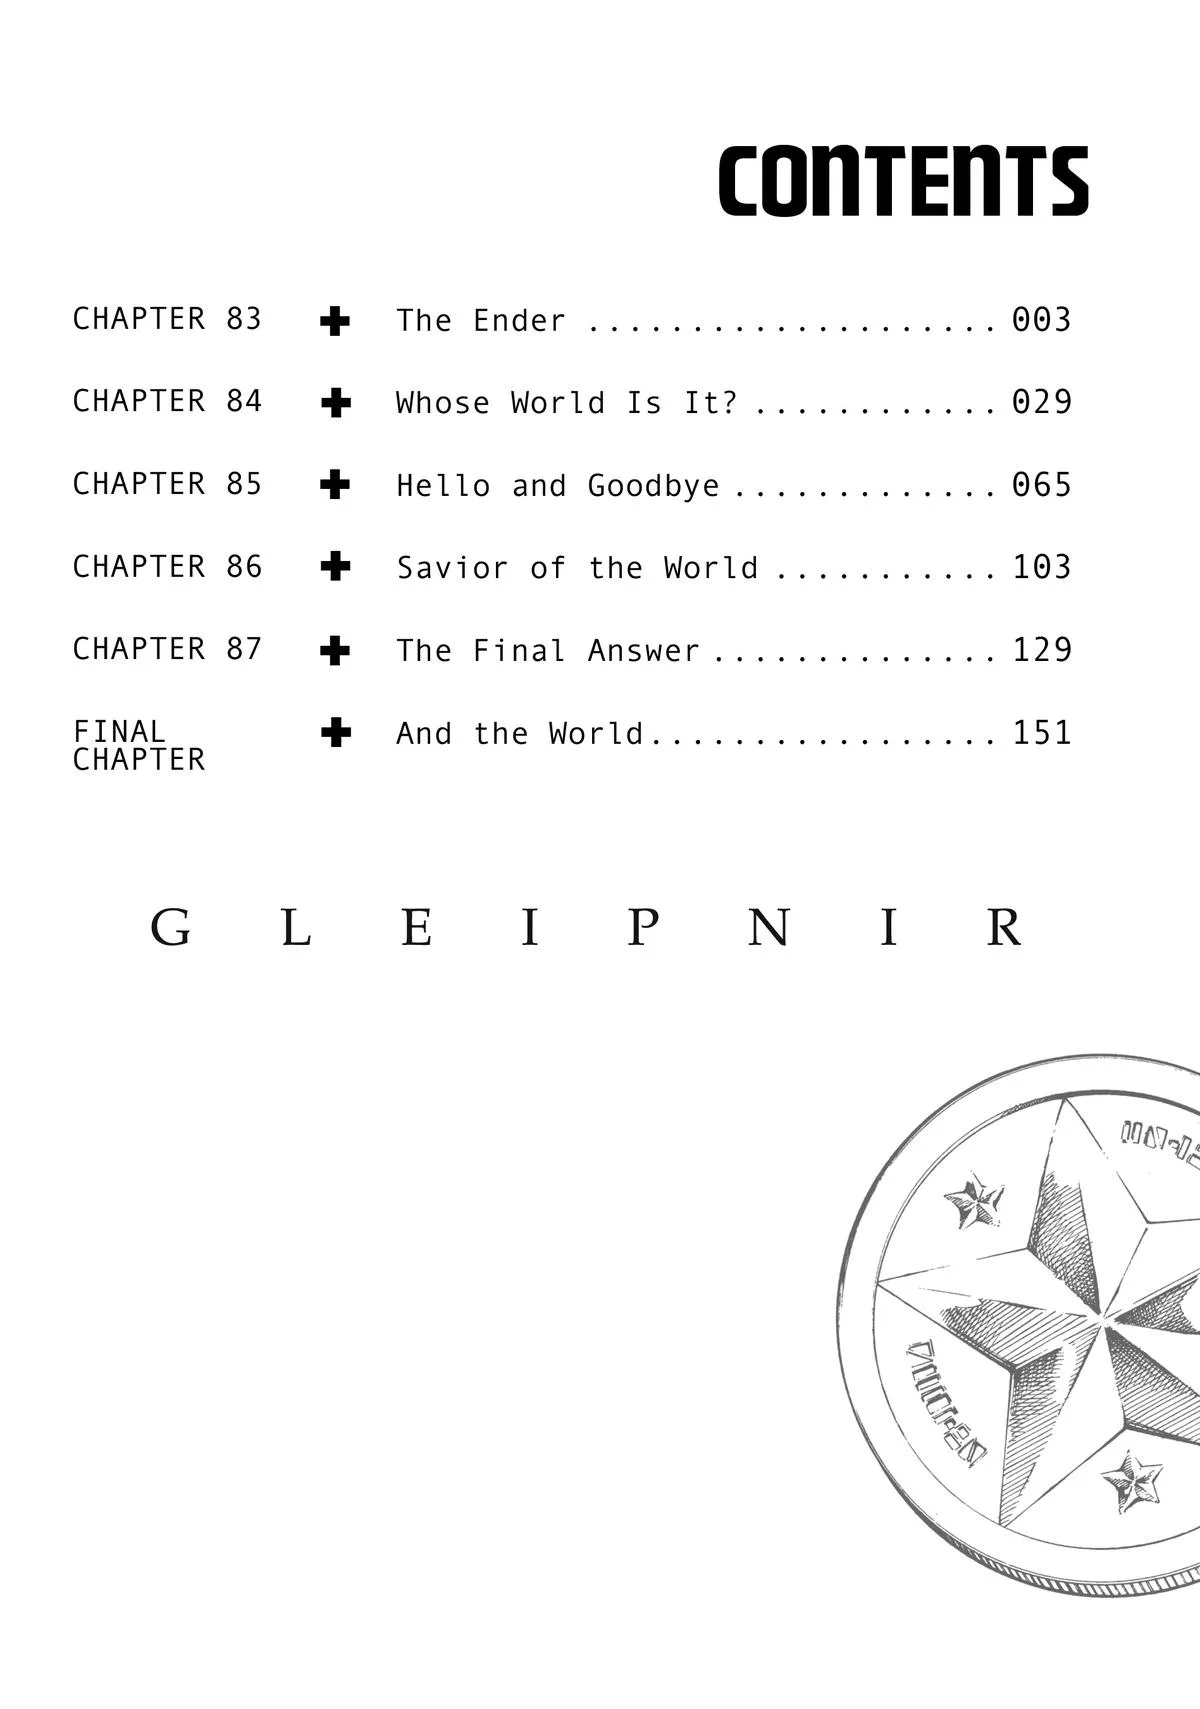 CONTENTS
CHAPTER 83 ✚ The Ender .................... 003
CHAPTER 84 ✚ Whose World Is It? ............ 029
CHAPTER 85 ✚ Hello and Goodbye ............. 065
CHAPTER 86 ✚ Savior of the World ........... 103
CHAPTER 87 ✚ The Final Answer .............. 129
FINAL CHAPTER ✚ And the World................. 151
GLEIPNIR